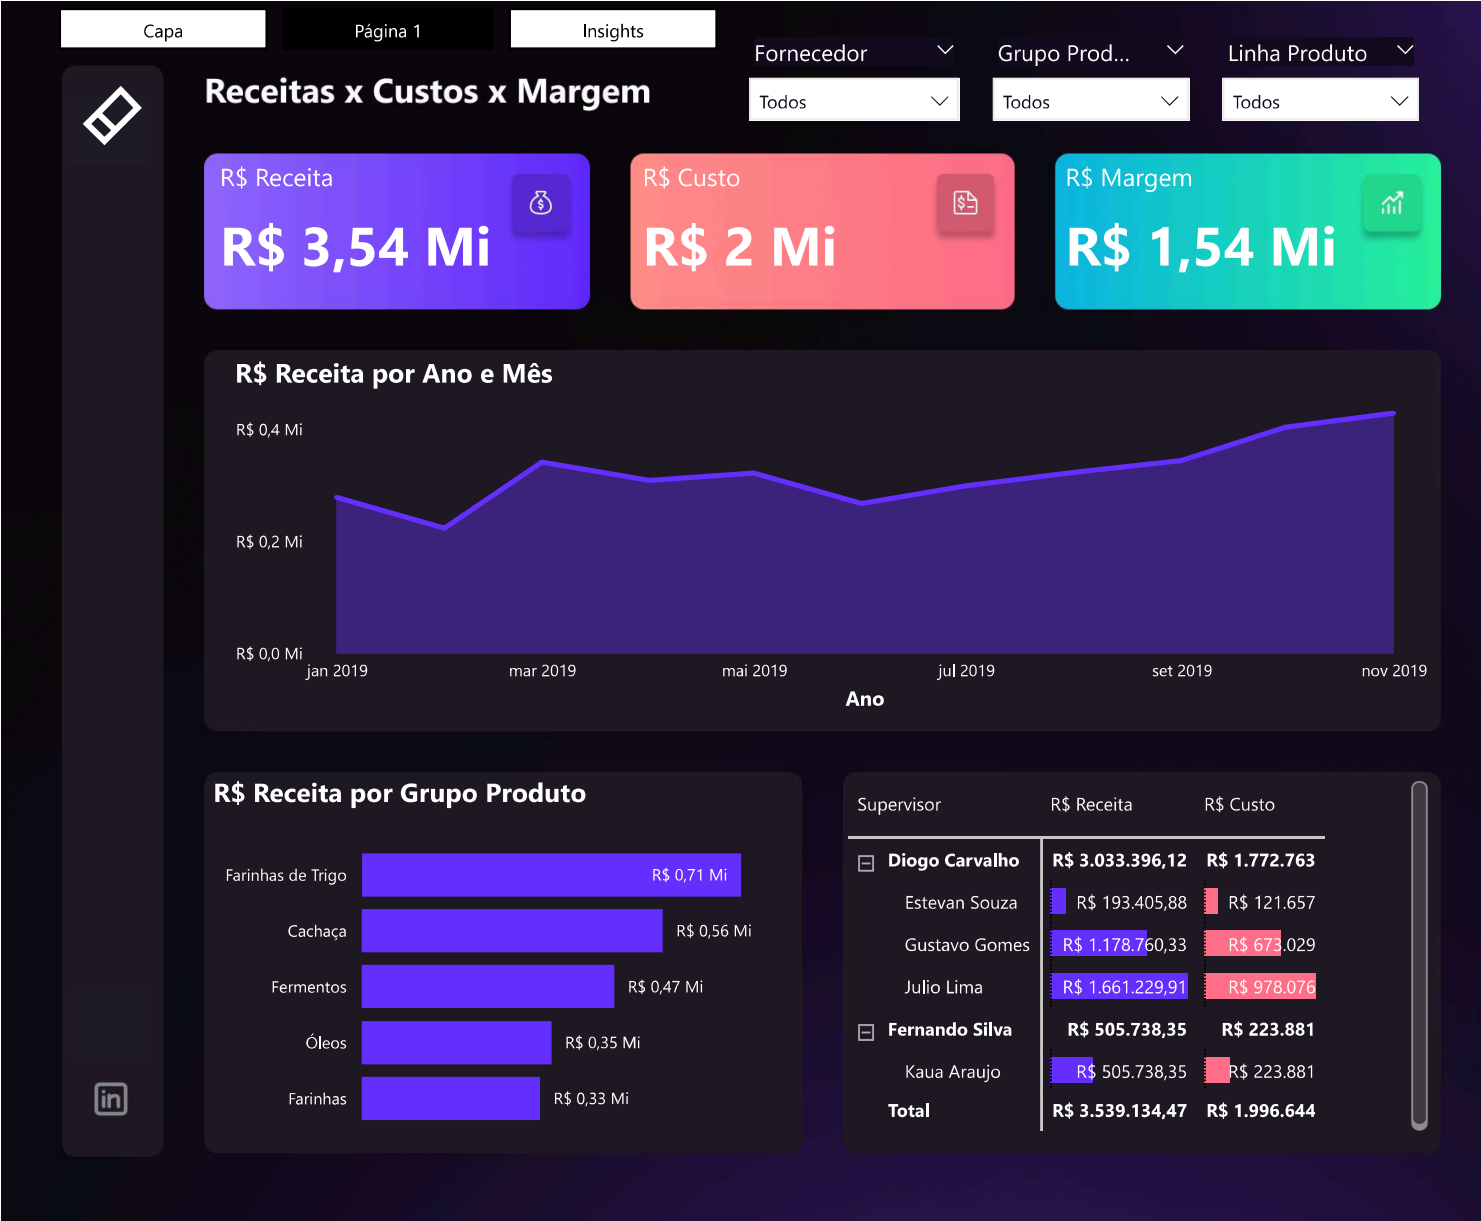 Capa
Página 1
Insights
Fornecedor
Grupo Prod...
Linha Produto
Todos
Todos
Todos
Receitas x Custos x Margem
R$ Receita
R$ 3,54 Mi
R$ Custo
R$ 2 Mi
R$ Margem
R$ 1,54 Mi
R$ Receita por Ano e Mês
R$ 0,4 Mi
R$ 0,2 Mi
R$ 0,0 Mi
jan 2019
mar 2019
mai 2019
jul 2019
set 2019
nov 2019
Ano
R$ Receita por Grupo Produto
Farinhas de Trigo
R$ 0,71 Mi
Cachaça
R$ 0,56 Mi
Fermentos
R$ 0,47 Mi
Óleos
R$ 0,35 Mi
Farinhas
R$ 0,33 Mi
Supervisor R$ Receita R$ Custo
Diogo Carvalho R$ 3.033.396,12 R$ 1.772.763
Estevan Souza R$ 193.405,88 R$ 121.657
Gustavo Gomes R$ 1.178.760,33 R$ 673.029
Julio Lima R$ 1.661.229,91 R$ 978.076
Fernando Silva R$ 505.738,35 R$ 223.881
Kaua Araujo R$ 505.738,35 R$ 223.881
Total R$ 3.539.134,47 R$ 1.996.644
in